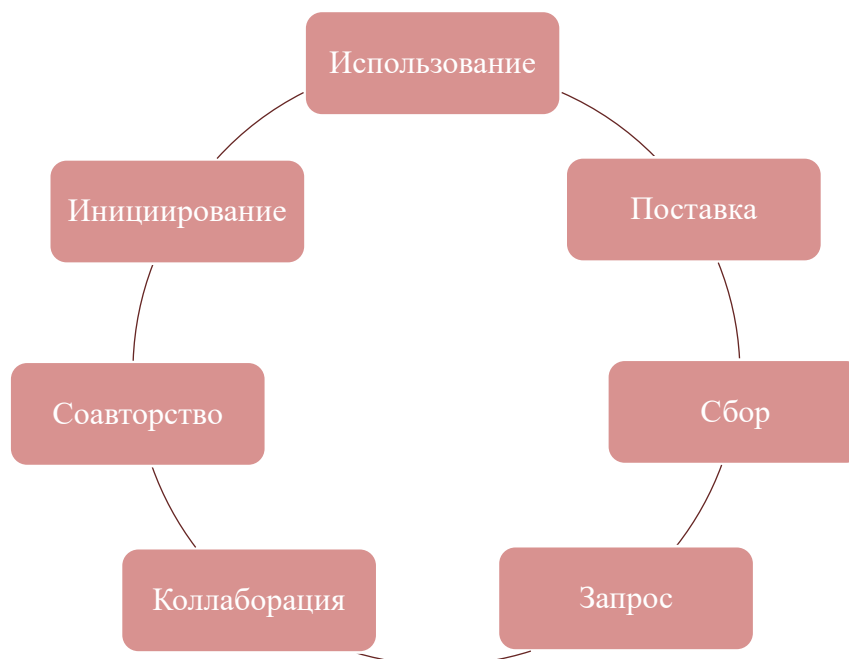 Использование
Поставка
Сбор
Запрос
Коллаборация
Соавторство
Инициирование